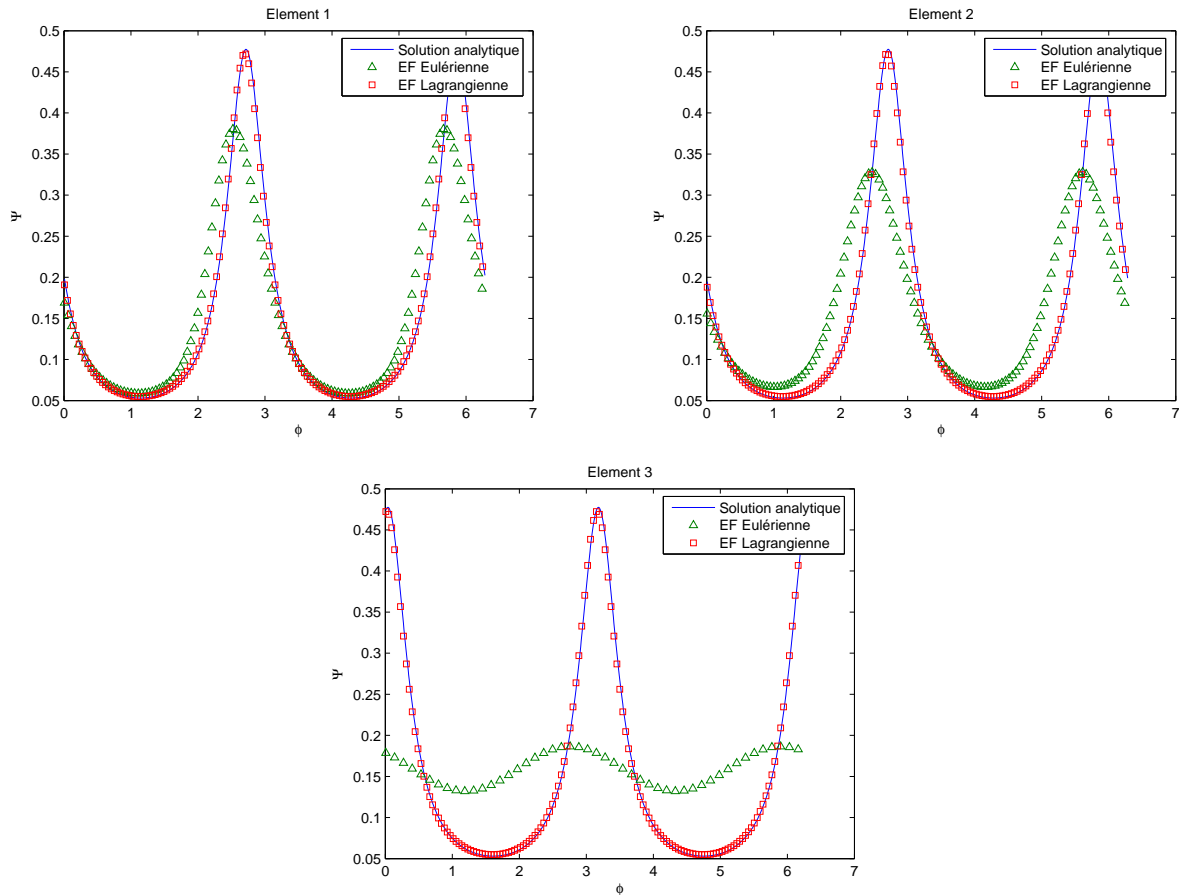 Element 1
0.5
0.45
0.4
0.35
0.3
0.25
0.2
0.15
0.1
0.05
Ψ
0 1 2 3 4 5 6 7
ϕ
Solution analytique
EF Eulérienne
EF Lagrangienne
Element 2
0.5
0.45
0.4
0.35
0.3
0.25
0.2
0.15
0.1
0.05
Ψ
0 1 2 3 4 5 6 7
ϕ
Solution analytique
EF Eulérienne
EF Lagrangienne
Element 3
0.5
0.45
0.4
0.35
0.3
0.25
0.2
0.15
0.1
0.05
Ψ
0 1 2 3 4 5 6 7
ϕ
Solution analytique
EF Eulérienne
EF Lagrangienne